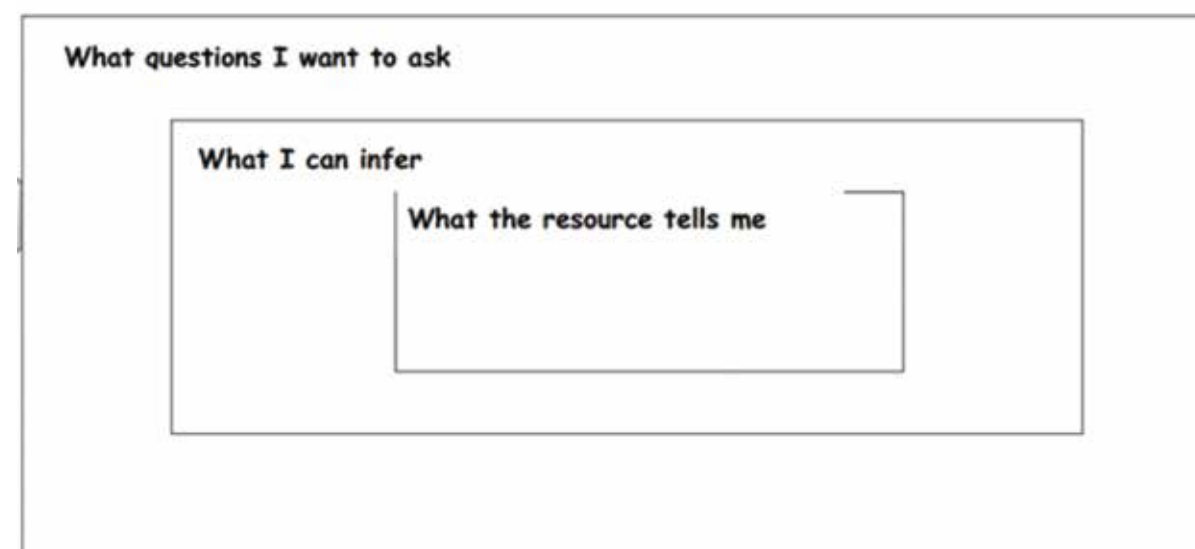 What questions I want to ask
What I can infer
What the resource tells me